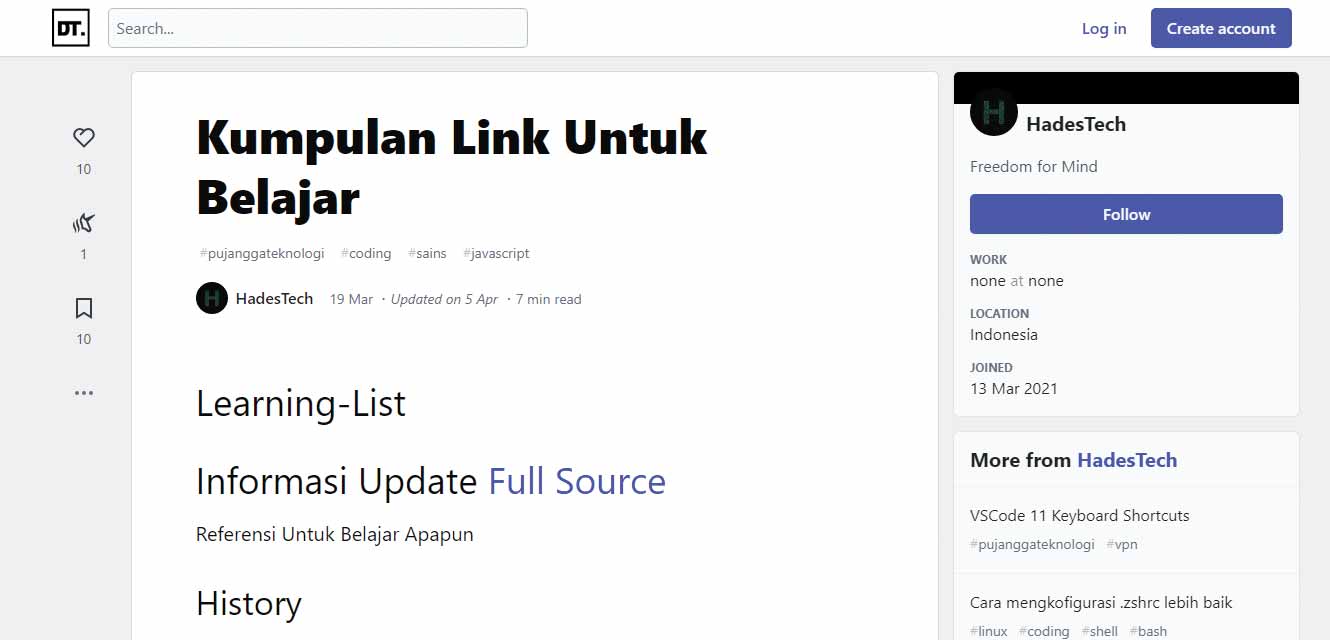 DT.
Search...
Log in
Create account
10
1
10
Kumpulan Link Untuk
Belajar
#pujanggateknologi #coding #sains #javascript
H
HadesTech 19 Mar · Updated on 5 Apr · 7 min read
Learning-List
Informasi Update Full Source
Referensi Untuk Belajar Apapun
History
H
HadesTech
Freedom for Mind
Follow
WORK
none at none
LOCATION
Indonesia
JOINED
13 Mar 2021
More from HadesTech
VSCode 11 Keyboard Shortcuts
#pujanggateknologi #vpn
Cara mengkofigurasi .zshrc lebih baik
#linux #coding #shell #bash